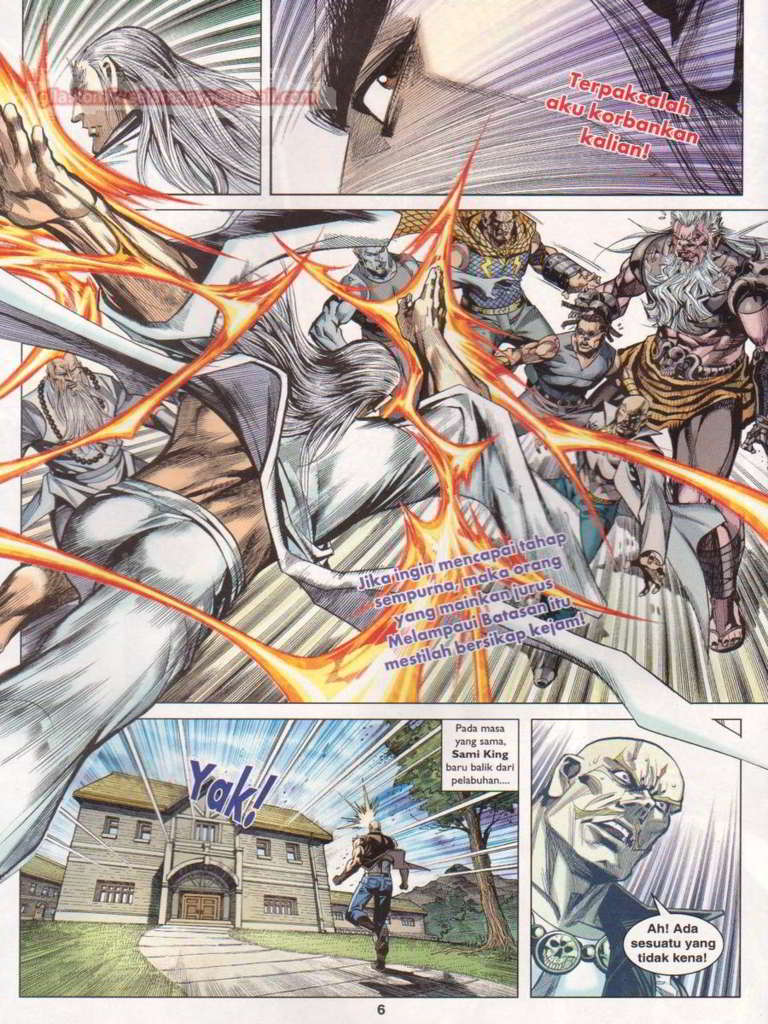 Terpaksalah
aku korbankan
kalian!
Jika ingin mencapai tahap
sempurna, maka orang
yang mainkan jurus
Melampaui Batasan itu
mestilah bersikap kejam!
Pada masa
yang sama,
Sami King
baru balik dari
pelabuhan....
Yak!
Ah! Ada
sesuatu yang
tidak kena!
6